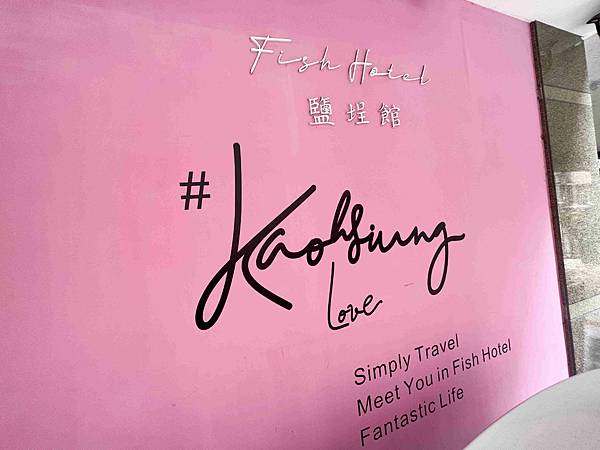 Fish Hotel
鹽埕館
#Kaohsiung
Love
Simply Travel
Meet You in Fish Hotel
Fantastic Life